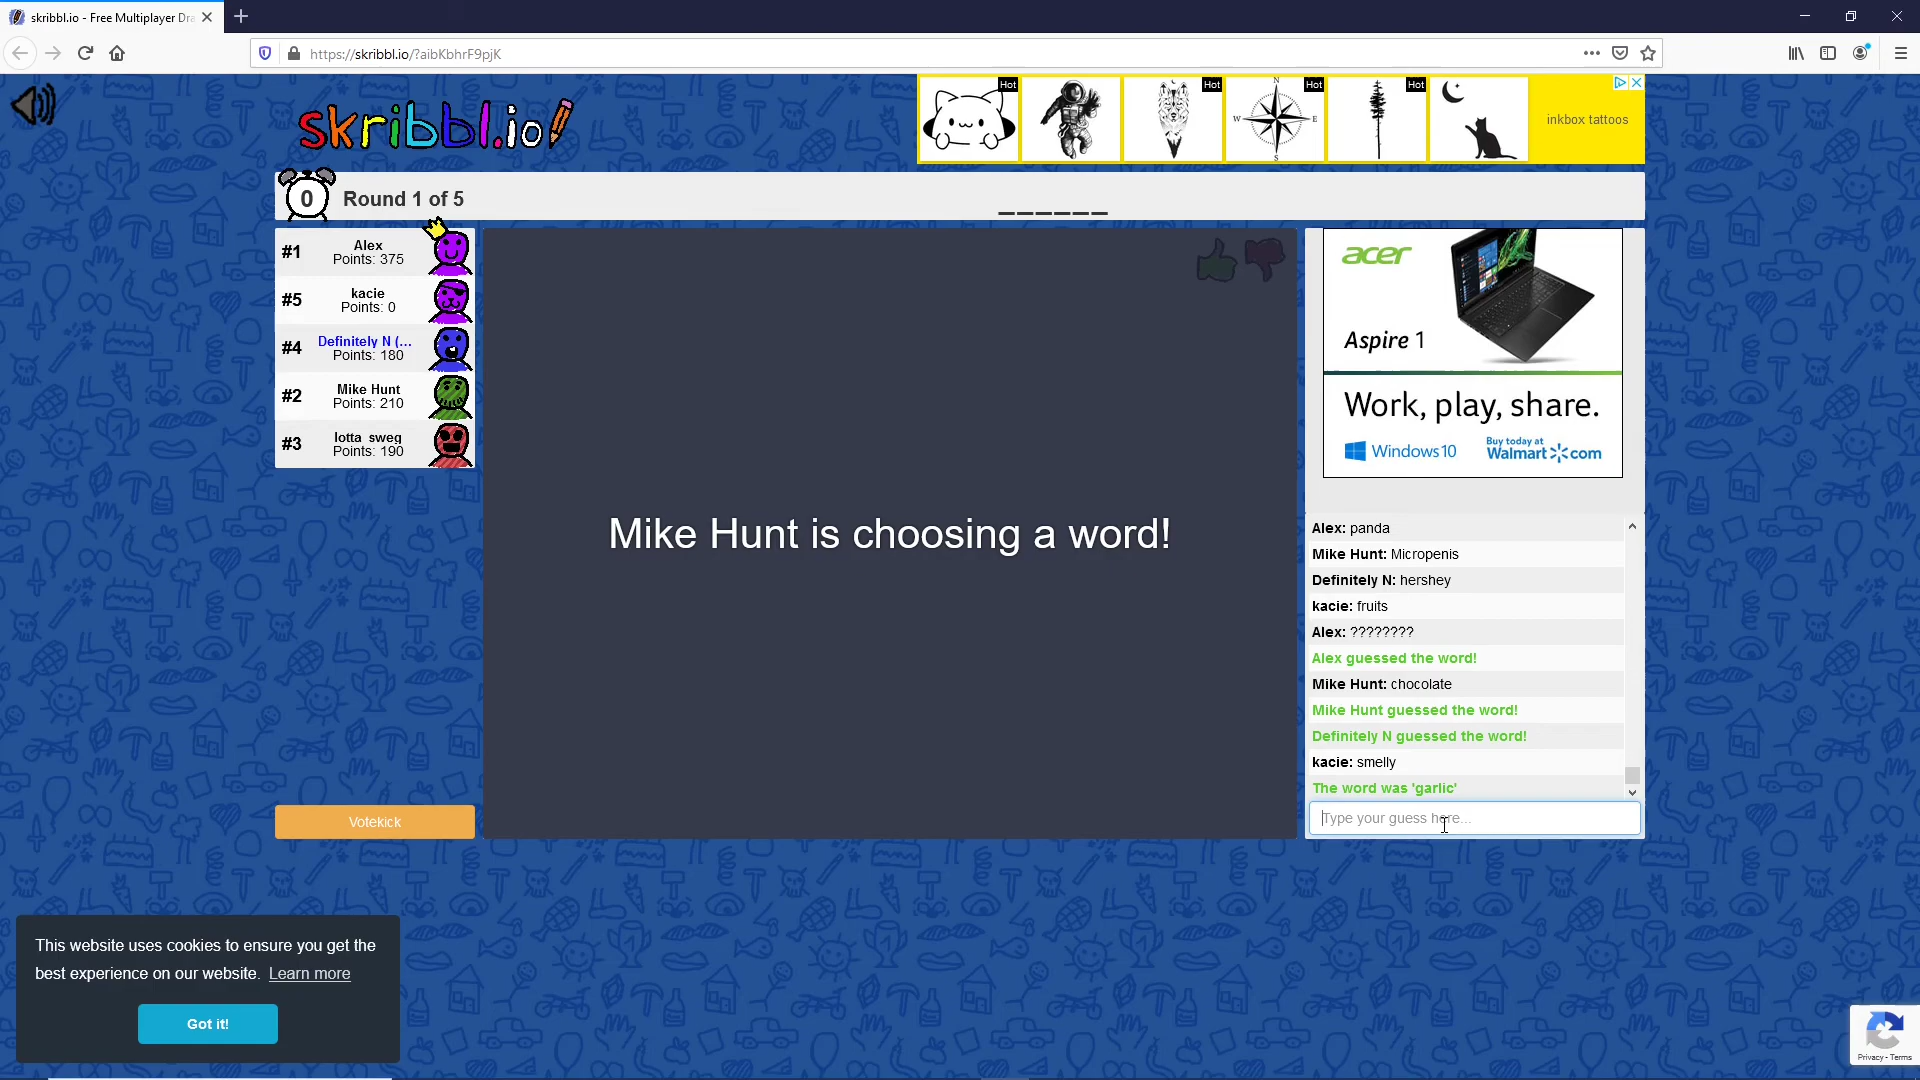 skribbl.io - Free Multiplayer Dra
https://skribbl.io/?aibKbhrF9pjK
skribbl.io!
Hot
Hot
Hot
Hot
N
W
E
S
inkbox tattoos
0
Round 1 of 5
______
#1
Alex
Points: 375
#5
kacie
Points: 0
#4
Definitely N (...
Points: 180
#2
Mike Hunt
Points: 210
#3
lotta sweg
Points: 190
Votekick
Mike Hunt is choosing a word!
acer
Aspire 1
Work, play, share.
Windows10
Buy today at
Walmart.com
Alex: panda
Mike Hunt: Micropenis
Definitely N: hershey
kacie: fruits
Alex: ????????
Alex guessed the word!
Mike Hunt: chocolate
Mike Hunt guessed the word!
Definitely N guessed the word!
kacie: smelly
The word was 'garlic'
Type your guess here...
This website uses cookies to ensure you get the
best experience on our website. Learn more
Got it!
Privacy - Terms